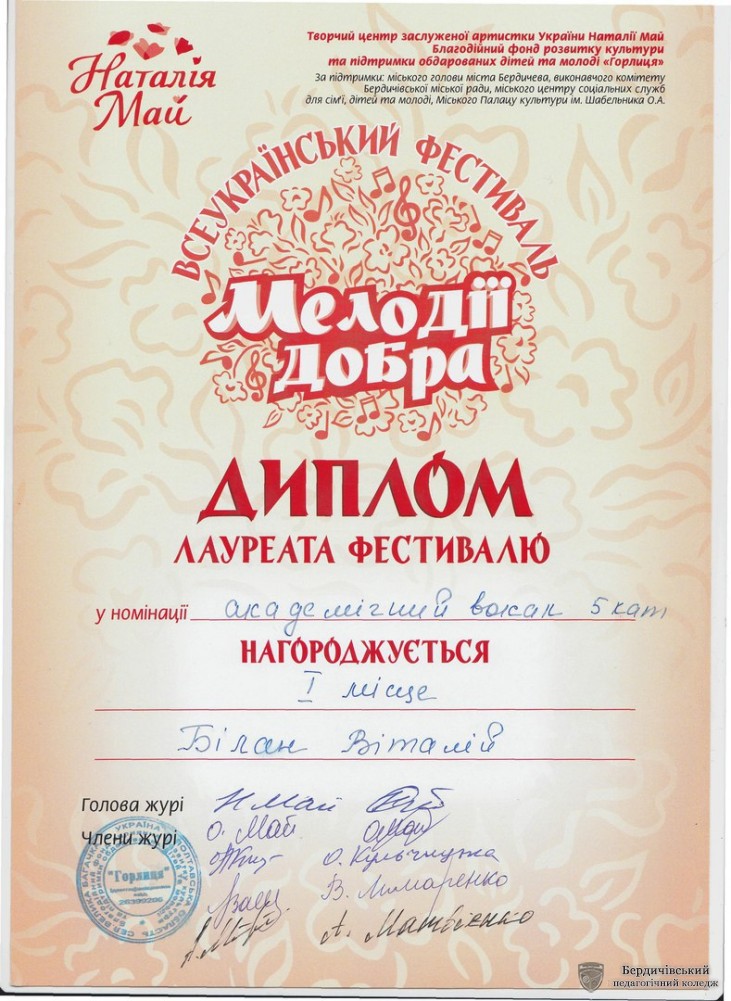 Наталія
Май
Творчий центр заслуженої артистки України Наталії Май
Благодійний фонд розвитку культури
та підтримки обдарованих дітей та молоді «Горлиця»
За підтримки: міського голови міста Бердичева, виконавчого комітету
Бердичівської міської ради, міського центру соціальних служб
для сім'ї, дітей та молоді, Міського Палацу культури ім. Шабельника О.А.
ВСЕУКРАЇНСЬКИЙ ФЕСТИВАЛЬ
Мелодії
добра
ДИПЛОМ
ЛАУРЕАТА ФЕСТИВАЛЮ
у номінації академічний вокал 5 кат
НАГОРОДЖУЄТЬСЯ
I місце
Білан Віталій
Голова журі Н Май
Члени журі О. Май
О. Кульчицька
В. Лимаренко
А. Матвієнко
УКРАЇНА
"Горлиця"
26399206
Бердичівський
педагогічний коледж